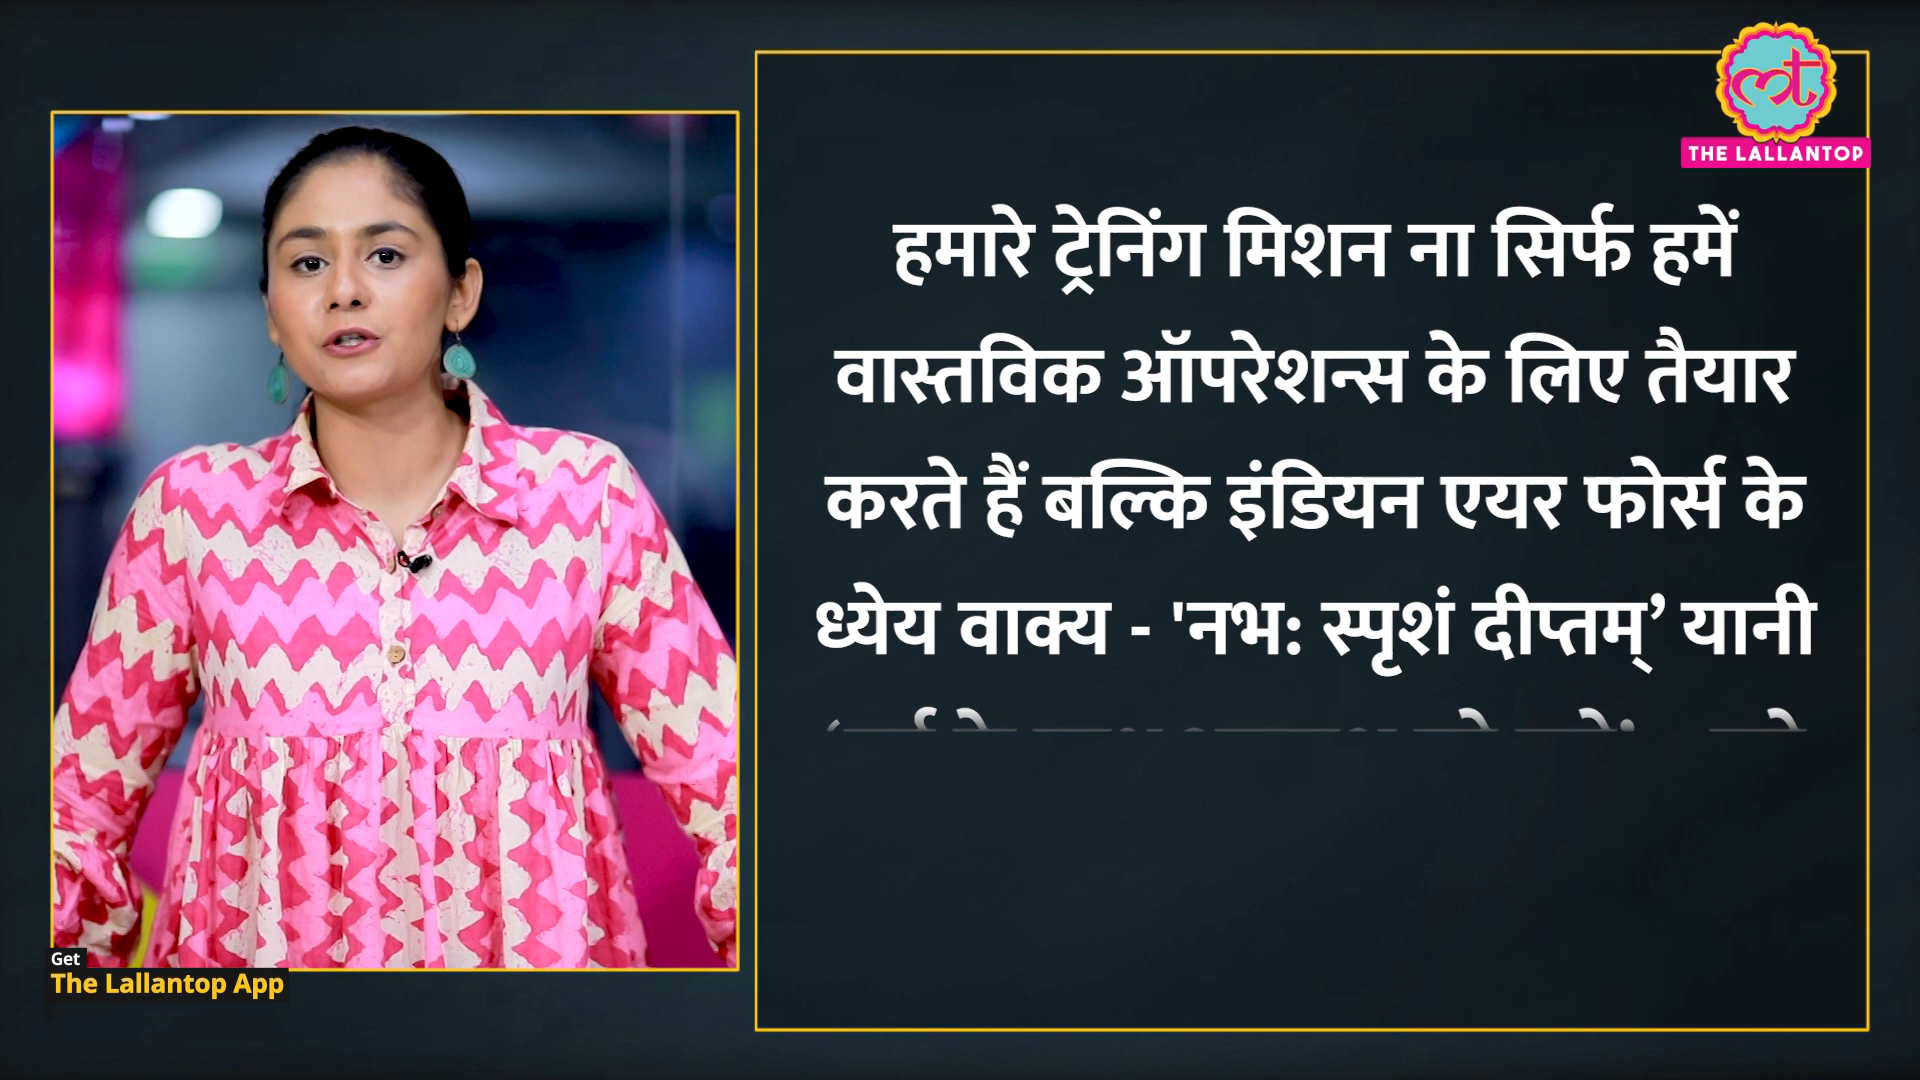 THE LALLANTOP
हमारे ट्रेनिंग मिशन ना सिर्फ हमें
वास्तविक ऑपरेशन्स के लिए तैयार
करते हैं बल्कि इंडियन एयर फोर्स के
ध्येय वाक्य - 'नभ: स्पृशं दीप्तम्’ यानी
Get
The Lallantop App